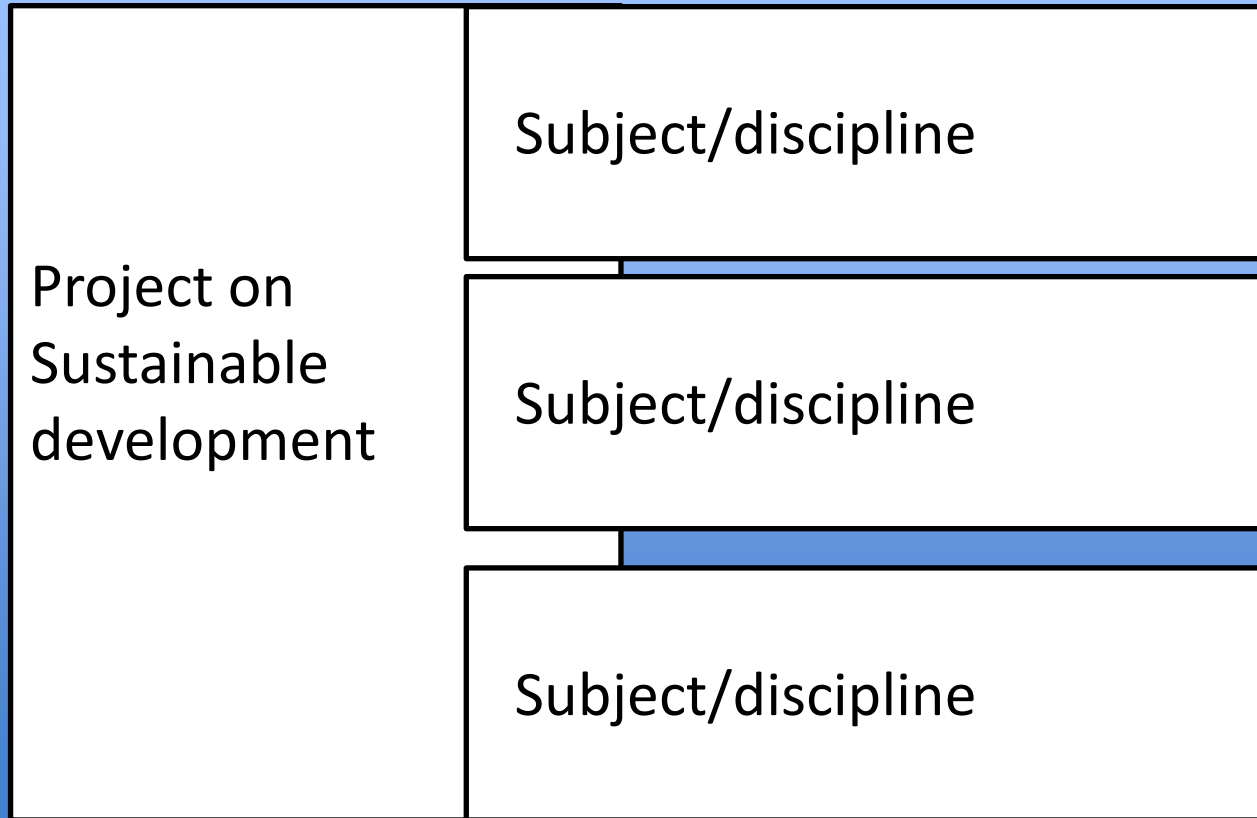 Project on
Sustainable
development
Subject/discipline
Subject/discipline
Subject/discipline